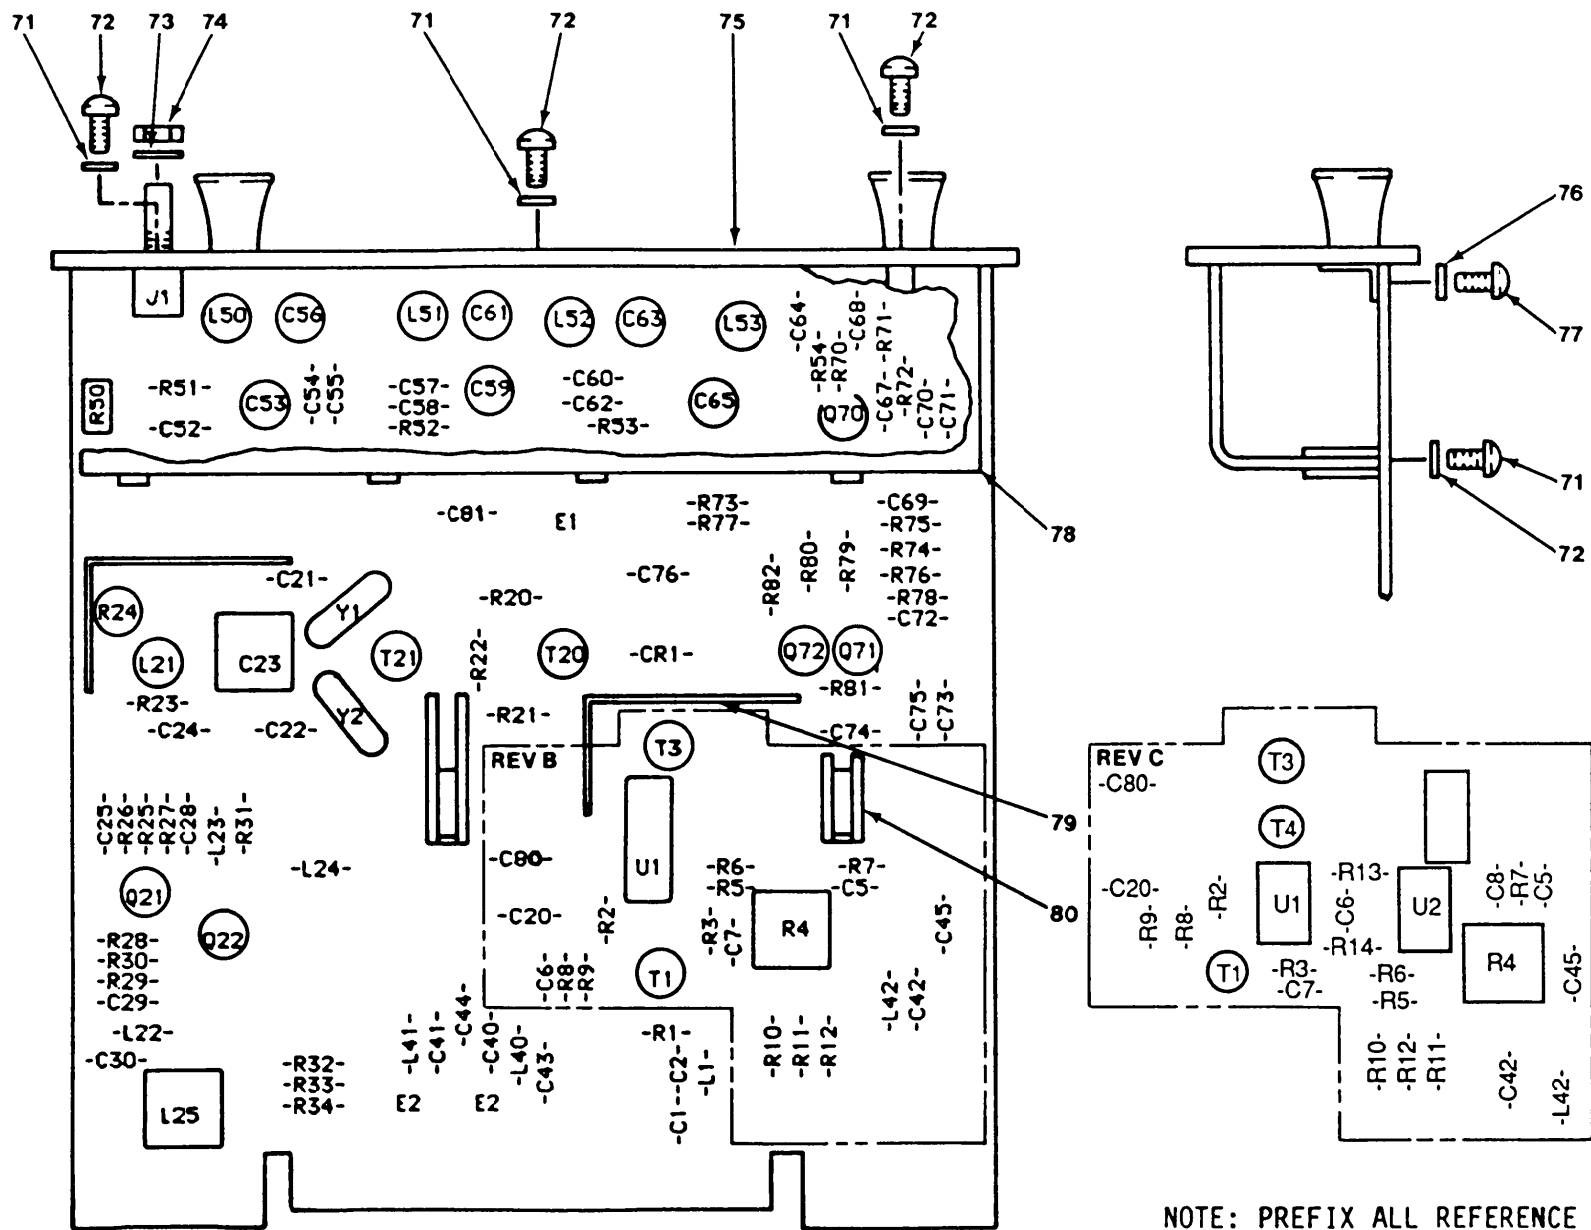 71 72 73 74 71 72 75 71 72
76
77
71
72
J1
L50 C56 L51 C61 L52 C63 L53
-C64- -R54- -R70- -C68- -R71-
-C67- -R72- -C70- -C71-
R50
-R51-
-C52-
C53
-C54-
-C55-
-C57-
-C58-
-R52-
C59
-C60-
-C62-
-R53-
C65
Q70
78
-C81-
E1
-R73-
-R77-
-C69-
-R75-
-R74-
-R76-
-R78-
-C72-
-C21-
-R20-
-C76-
-R82-
-R80-
-R79-
R24
L21
C23
Y1
Y2
T21
-R22-
T20
-CR1-
Q72
Q71
-R81-
-R23-
-C24-
-C22-
-R21-
-C74-
-C75-
-C73-
REV B
T3
79
-C25-
-R26-
-R25-
-R27-
-C28-
-L23-
-R31-
-L24-
-C80-
U1
-R6-
-R5-
-R7-
-C5-
80
Q21
Q22
-C20-
-R2-
-R3-
-C7-
R4
-C45-
-R28-
-R30-
-R29-
-C29-
-L22-
-C30-
-C6-
-R8-
-R9-
T1
-L42-
-C42-
-L41-
-C41-
-C44-
-C40-
-L40-
-C43-
-R1-
-R10-
-R11-
-R12-
-R32-
-R33-
-R34-
E2
E2
-C1-
-C2-
-L1-
L25
REV C
-C80-
T3
T4
-C20-
-R9-
-R8-
-R2-
U1
-R13-
-C6-
-R14-
U2
-C8-
-R7-
-C5-
T1
-R3-
-C7-
-R6-
-R5-
R4
-C45-
-R10-
-R12-
-R11-
-C42-
-L42-
NOTE: PREFIX ALL REFERENCE